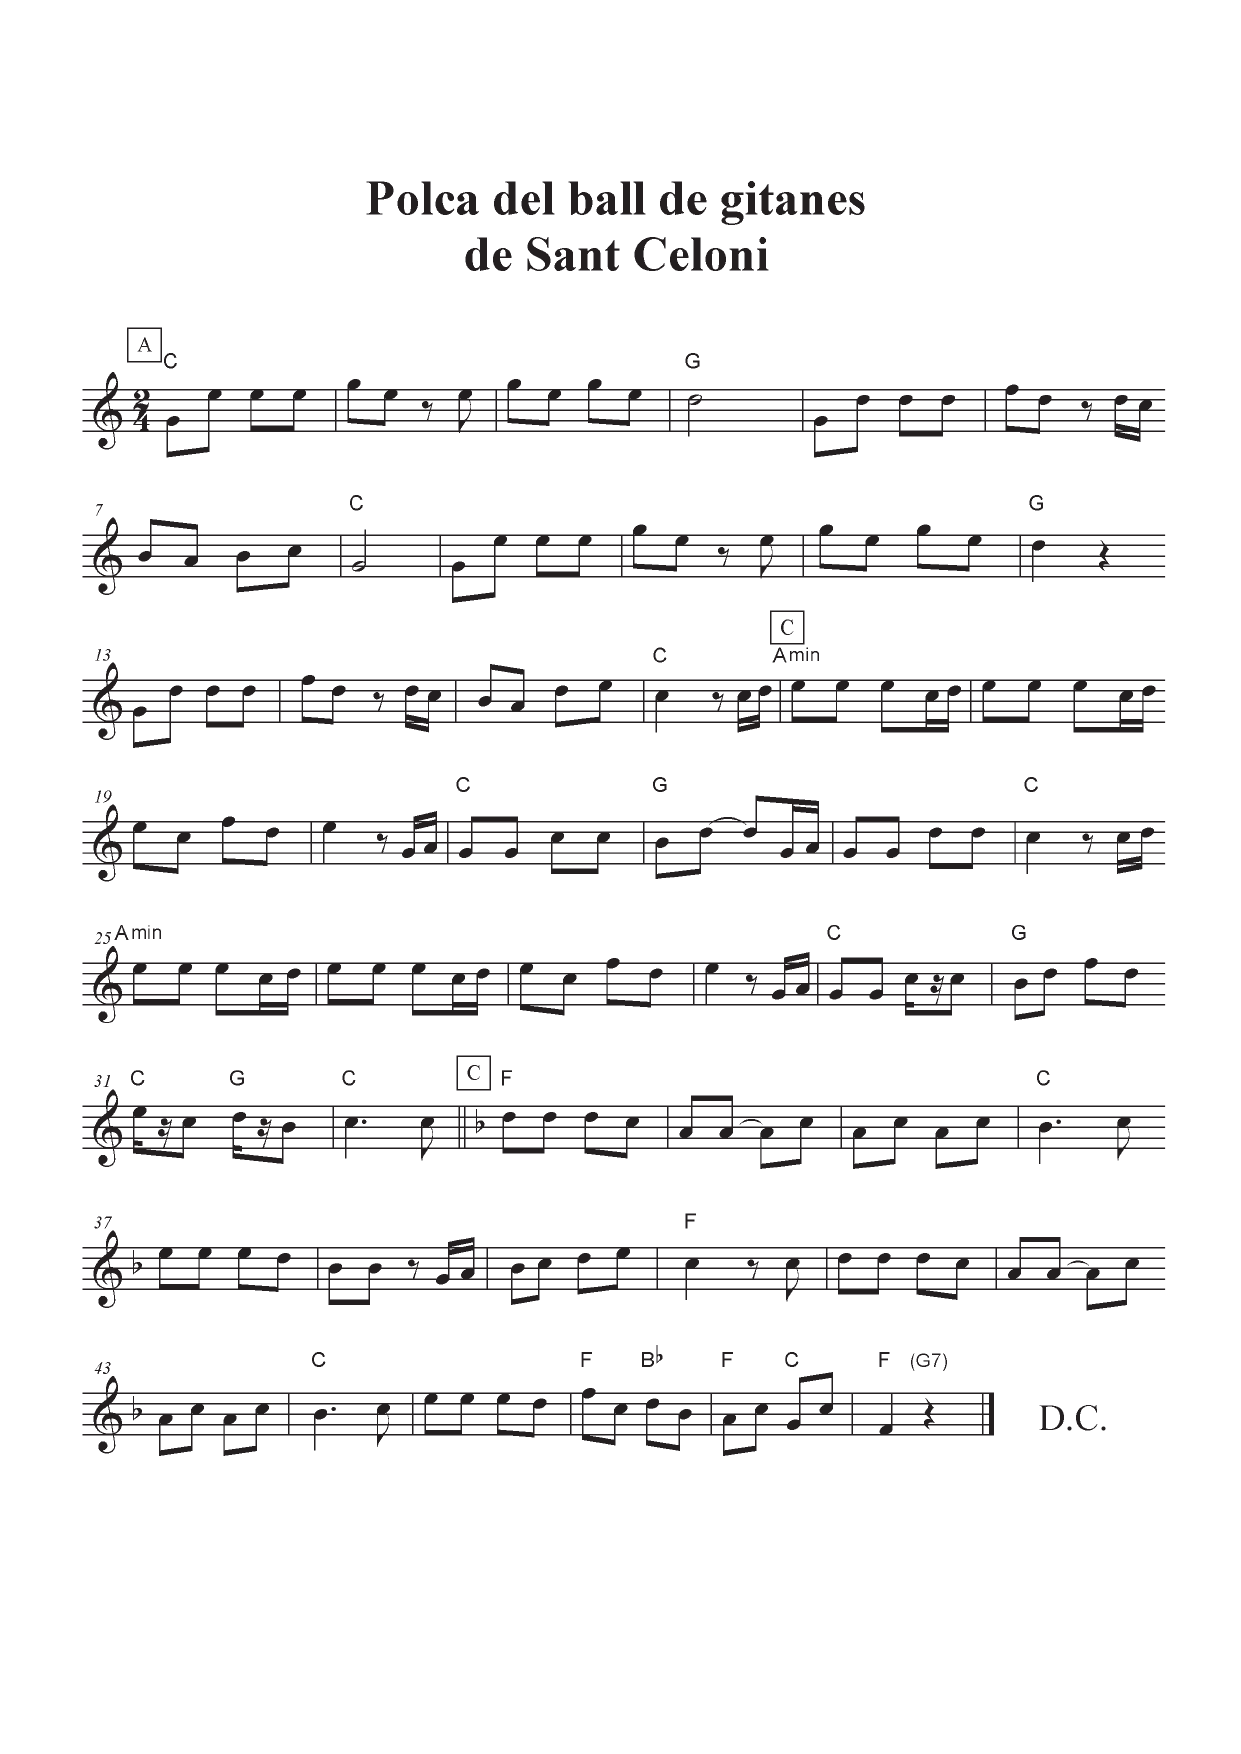 Polca del ball de gitanes
de Sant Celoni
A
C G
2
4
7 C G
C
13 C Amin
19 C G C
25 Amin C G
C
31 C G C F C
37 F
43 C F B♭ F C F (G7)
D.C.